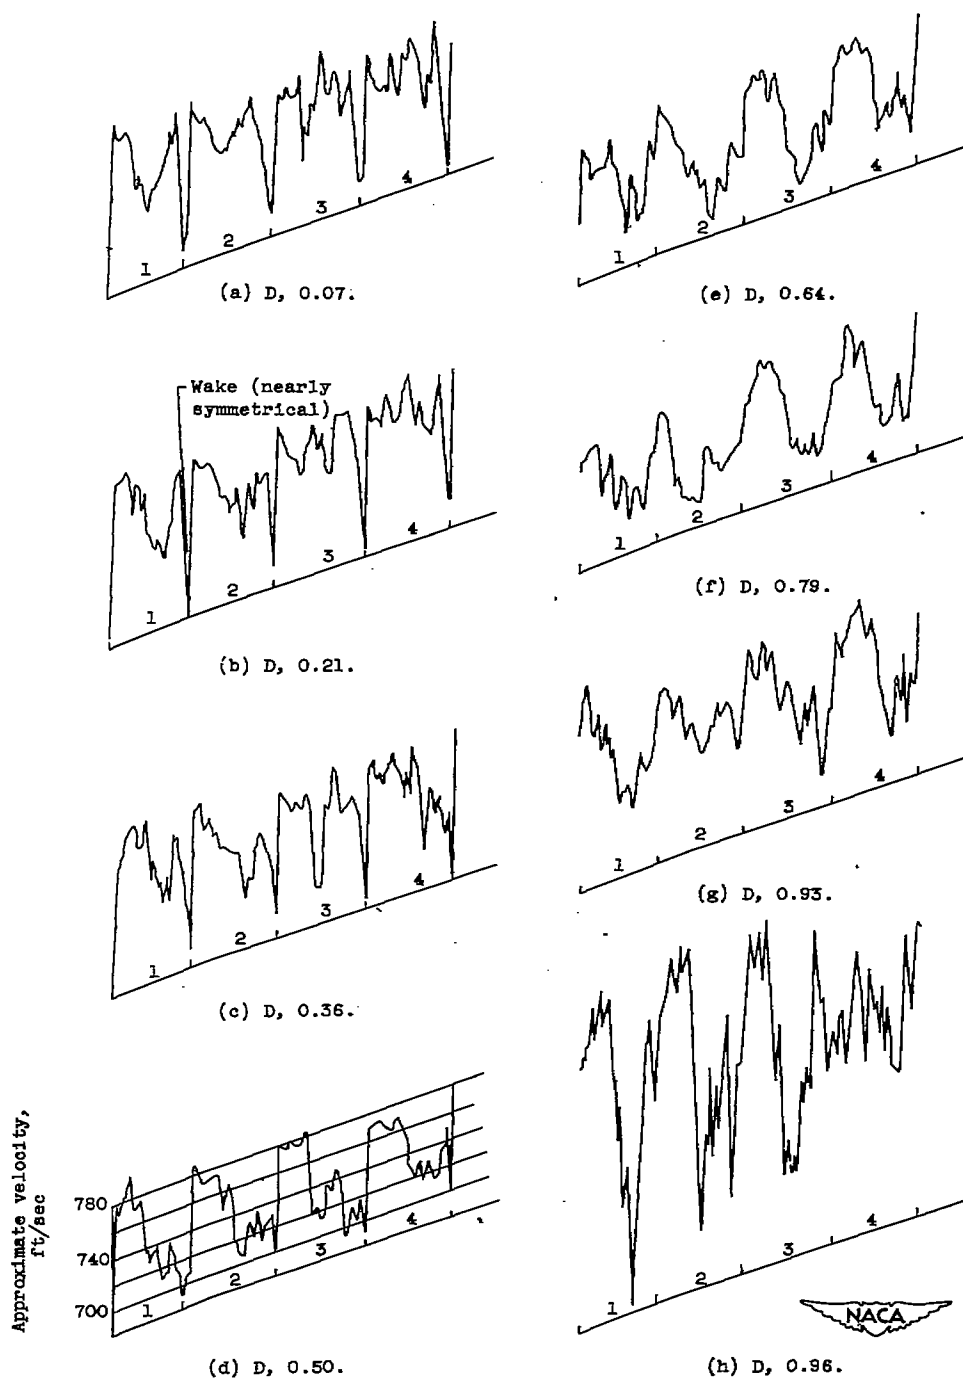 1
2
3
4
(a) D, 0.07.
Wake (nearly
symmetrical)
1
2
3
4
(b) D, 0.21.
1
2
3
4
(c) D, 0.36.
Approximate velocity,
ft/sec
780
740
700
1
2
3
4
(d) D, 0.50.
1
2
3
4
(e) D, 0.64.
1
2
3
4
(f) D, 0.79.
1
2
3
4
(g) D, 0.93.
1
2
3
4
NACA
(h) D, 0.96.